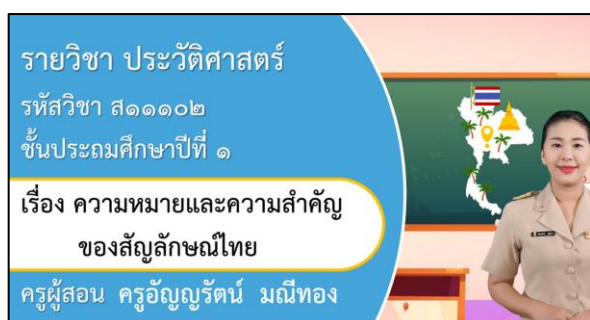 รายวิชา ประวัติศาสตร์
รหัสวิชา ส๑๑๑๐๒
ชั้นประถมศึกษาปีที่ ๑
เรื่อง ความหมายและความสำคัญ
ของสัญลักษณ์ไทย
ครูผู้สอน ครูอัญญรัตน์ มณีทอง